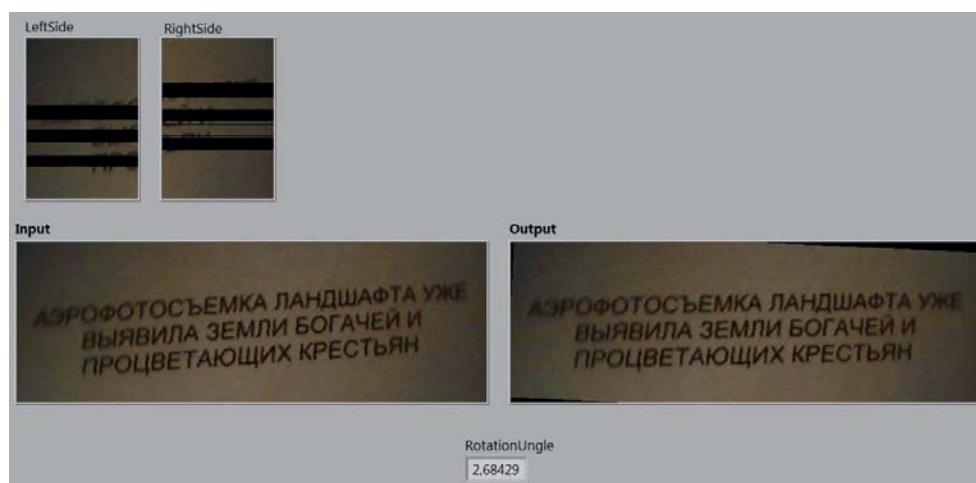 LeftSide
RightSide
Input
Output
АЭРОФОТОСЪЕМКА ЛАНДШАФТА УЖЕ
ВЫЯВИЛА ЗЕМЛИ БОГАЧЕЙ И
ПРОЦВЕТАЮЩИХ КРЕСТЬЯН
АЭРОФОТОСЪЕМКА ЛАНДШАФТА УЖЕ
ВЫЯВИЛА ЗЕМЛИ БОГАЧЕЙ И
ПРОЦВЕТАЮЩИХ КРЕСТЬЯН
RotationUngle
2,68429